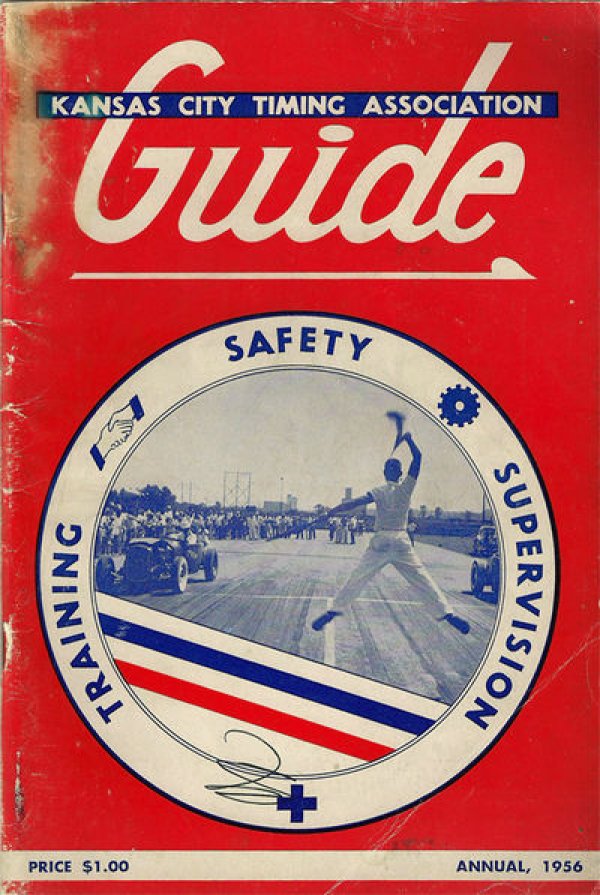 KANSAS CITY TIMING ASSOCIATION
Guide
SAFETY
TRAINING
SUPERVISION
PRICE $1.00
ANNUAL, 1956